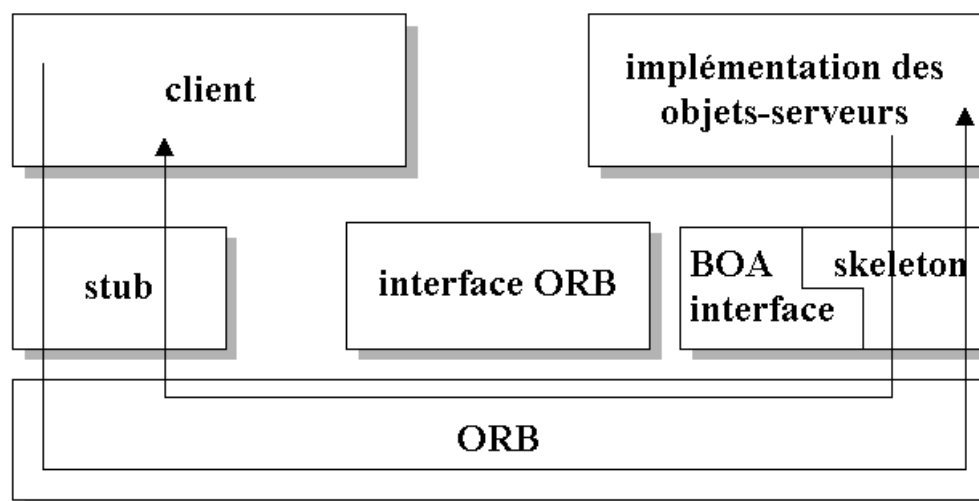 client
implémentation des
objets-serveurs
stub
interface ORB
BOA
interface
skeleton
ORB